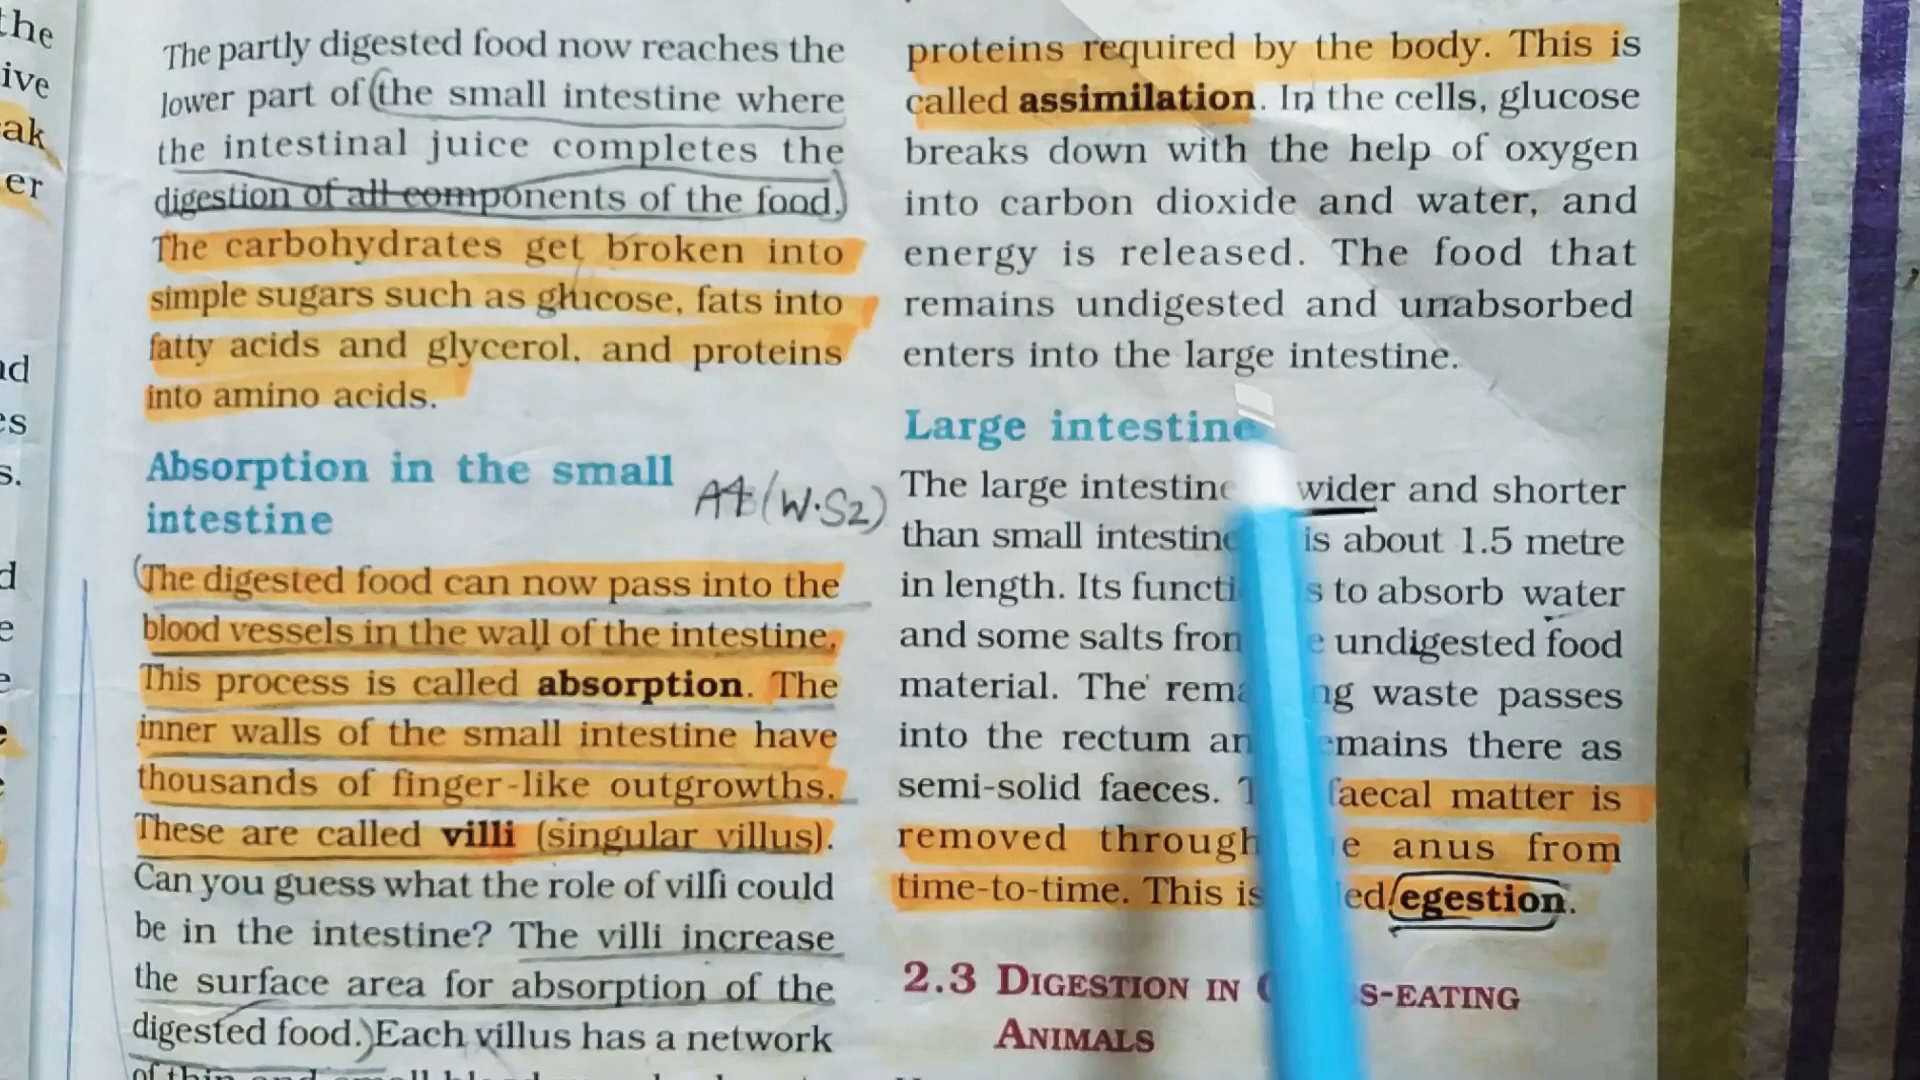 the
ive
ak
er
nd
es
s.
d
e
The partly digested food now reaches the
lower part of (the small intestine where
the intestinal juice completes the
digestion of all components of the food.)
The carbohydrates get broken into
simple sugars such as glucose, fats into
fatty acids and glycerol, and proteins
into amino acids.
Absorption in the small
intestine
A4(W.S2)
(The digested food can now pass into the
blood vessels in the wall of the intestine.
This process is called absorption. The
inner walls of the small intestine have
thousands of finger-like outgrowths.
These are called villi (singular villus).
Can you guess what the role of villi could
be in the intestine? The villi increase
the surface area for absorption of the
digested food.) Each villus has a network
proteins required by the body. This is
called assimilation. In the cells, glucose
breaks down with the help of oxygen
into carbon dioxide and water, and
energy is released. The food that
remains undigested and unabsorbed
enters into the large intestine.
Large intestine
The large intestine wider and shorter
than small intestine is about 1.5 metre
in length. Its functi s to absorb water
and some salts from e undigested food
material. The rema ng waste passes
into the rectum an mains there as
semi-solid faeces. T faecal matter is
removed through e anus from
time-to-time. This is led egestion.
2.3 DIGESTION IN G S-EATING
ANIMALS